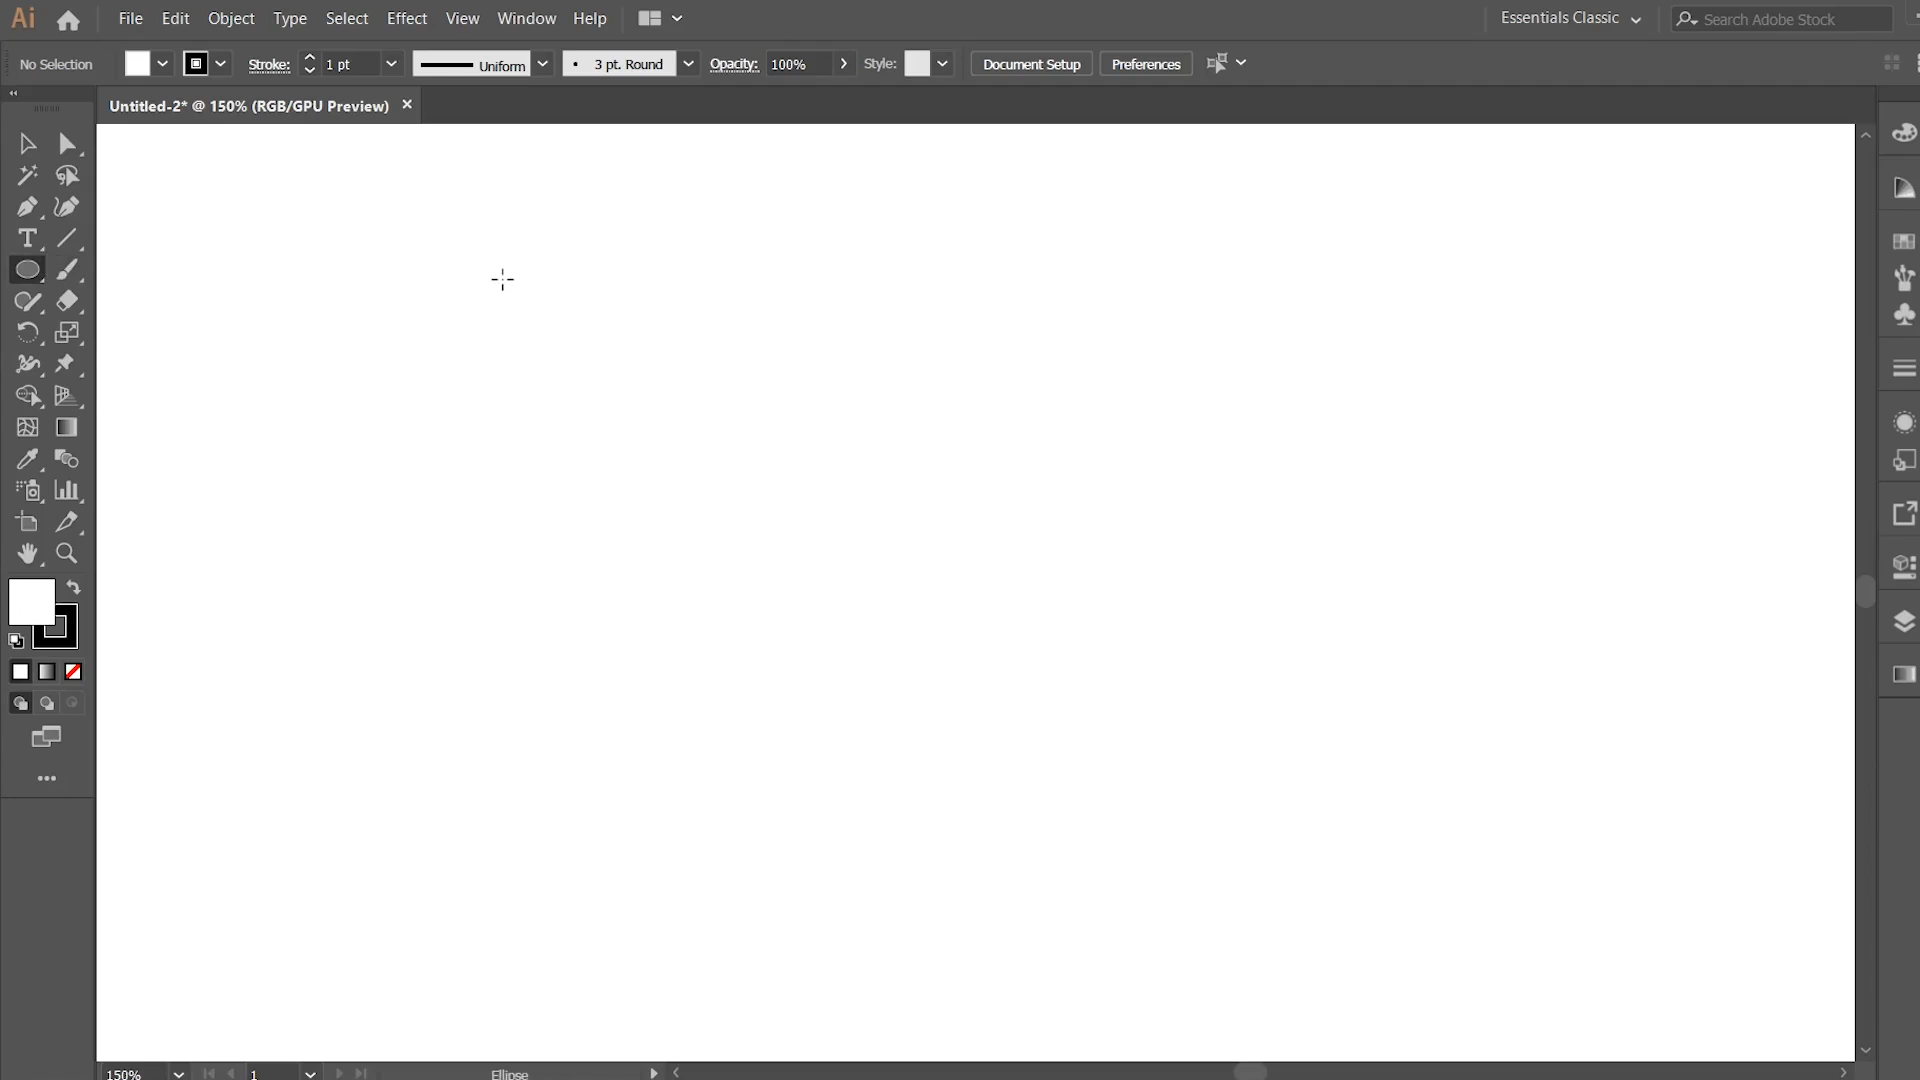 Ai File Edit Object Type Select Effect View Window Help Essentials Classic Search Adobe Stock
No Selection Stroke: 1 pt Uniform 3 pt. Round Opacity: 100% Style: Document Setup Preferences
Untitled-2* @ 150% (RGB/GPU Preview) ×
T
150% 1 Ellipse